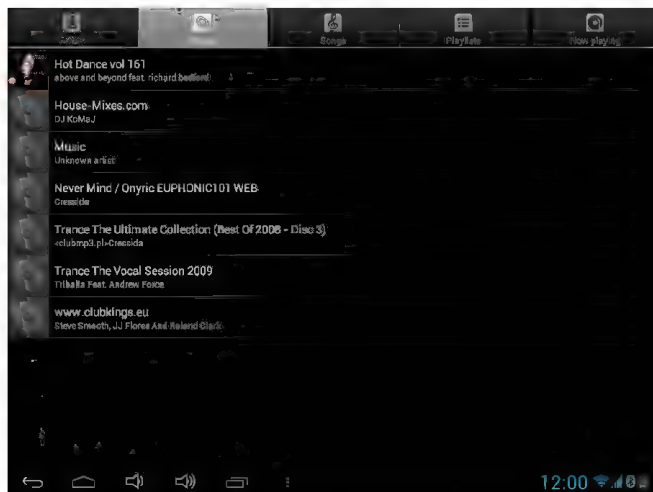 Songs
Playlists
Now playing
Hot Dance vol 161
above and beyond feat. richard bedford
House-Mixes.com
DJ KoMaJ
Music
Unknown artist
Never Mind / Onyric EUPHONIC101 WEB
Cressida
Trance The Ultimate Collection (Best Of 2008 - Disc 3)
<clubmp3.pl>Cressida
Trance The Vocal Session 2009
Triballa Feat. Andrew Force
www.clubkings.eu
Steve Smooth, JJ Flores And Roland Clark
12:00